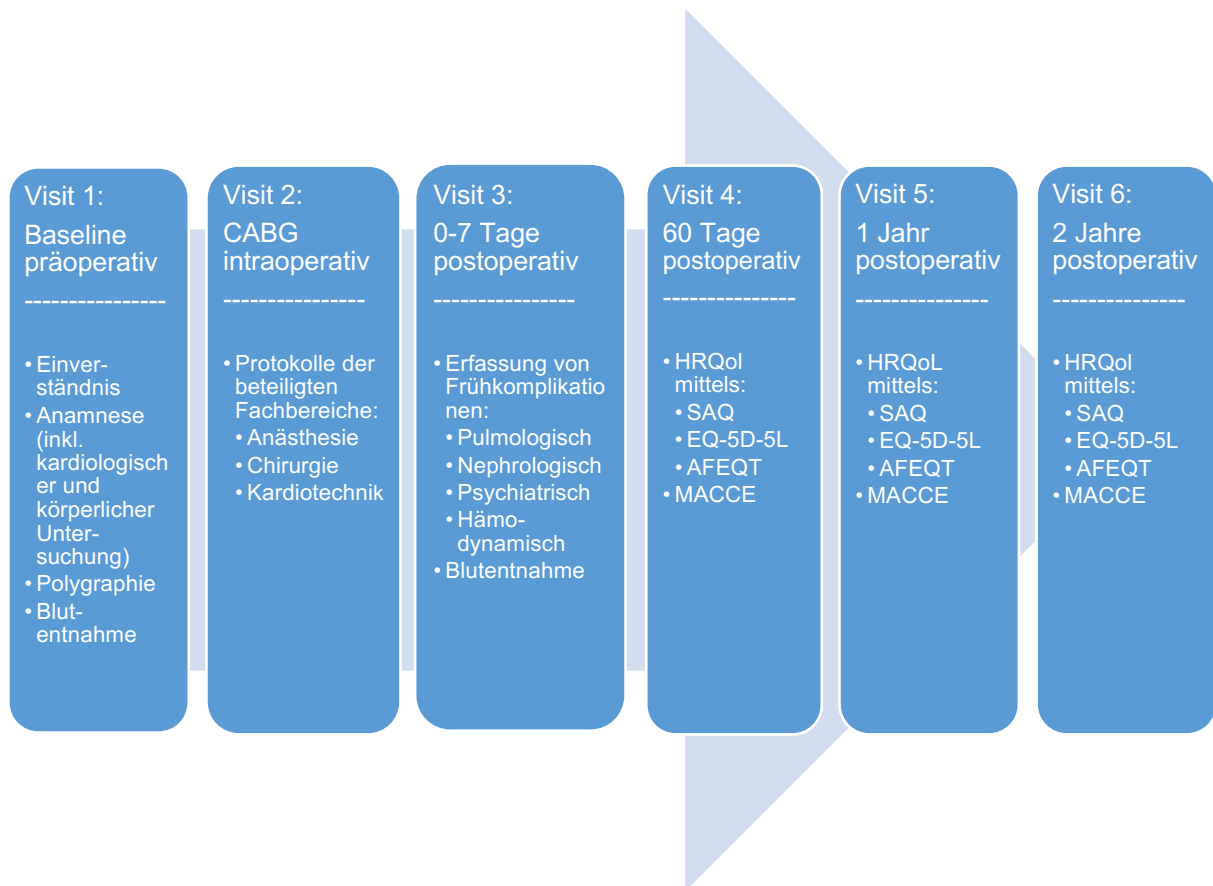 Visit 1:
Baseline
präoperativ
----------------
• Einver-
ständnis
• Anamnese
(inkl.
kardiologisch
er und
körperlicher
Unter-
suchung)
• Polygraphie
• Blut-
entnahme
Visit 2:
CABG
intraoperativ
----------------
• Protokolle der
beteiligten
Fachbereiche:
• Anästhesie
• Chirurgie
• Kardiotechnik
Visit 3:
0-7 Tage
postoperativ
----------------
• Erfassung von
Frühkomplikatio
nen:
• Pulmologisch
• Nephrologisch
• Psychiatrisch
• Hämo-
dynamisch
• Blutentnahme
Visit 4:
60 Tage
postoperativ
---------------
• HRQol
mittels:
• SAQ
• EQ-5D-5L
• AFEQT
• MACCE
Visit 5:
1 Jahr
postoperativ
---------------
• HRQoL
mittels:
• SAQ
• EQ-5D-5L
• AFEQT
• MACCE
Visit 6:
2 Jahre
postoperativ
---------------
• HRQol
mittels:
• SAQ
• EQ-5D-5L
• AFEQT
• MACCE